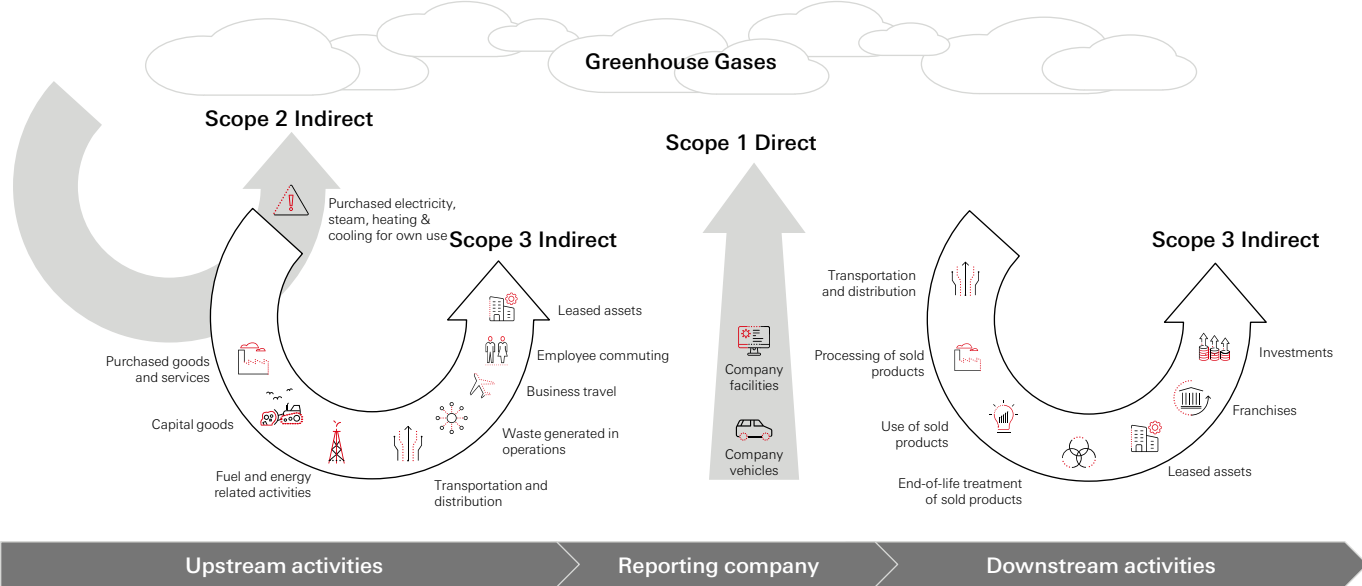 Greenhouse Gases
Scope 2 Indirect
Purchased electricity,
steam, heating &
cooling for own use
Scope 3 Indirect
Leased assets
Employee commuting
Business travel
Waste generated in
operations
Transportation and
distribution
Fuel and energy
related activities
Capital goods
Purchased goods
and services
Scope 1 Direct
Company
facilities
Company
vehicles
Scope 3 Indirect
Transportation
and distribution
Processing of sold
products
Use of sold
products
End-of-life treatment
of sold products
Leased assets
Franchises
Investments
Upstream activities
Reporting company
Downstream activities